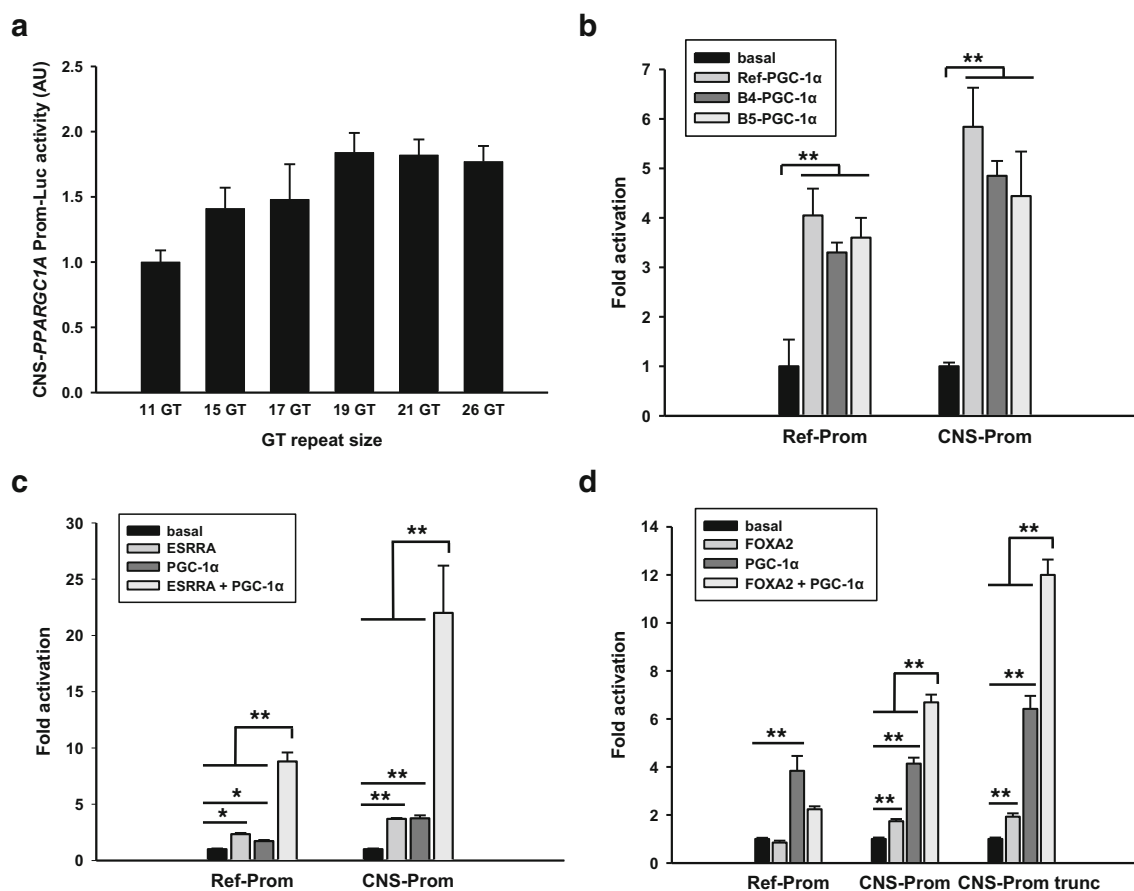 a
CNS-PPARGC1A Prom-Luc activity (AU)
2.5
2.0
1.5
1.0
0.5
0.0
11 GT 15 GT 17 GT 19 GT 21 GT 26 GT
GT repeat size
b
Fold activation
basal
Ref-PGC-1α
B4-PGC-1α
B5-PGC-1α
7
6
5
4
3
2
1
0
**
**
Ref-Prom CNS-Prom
c
Fold activation
basal
ESRRA
PGC-1α
ESRRA + PGC-1α
30
25
20
15
10
5
0
**
*
*
**
**
**
Ref-Prom CNS-Prom
d
Fold activation
basal
FOXA2
PGC-1α
FOXA2 + PGC-1α
14
12
10
8
6
4
2
0
**
**
**
**
**
**
**
Ref-Prom CNS-Prom CNS-Prom trunc